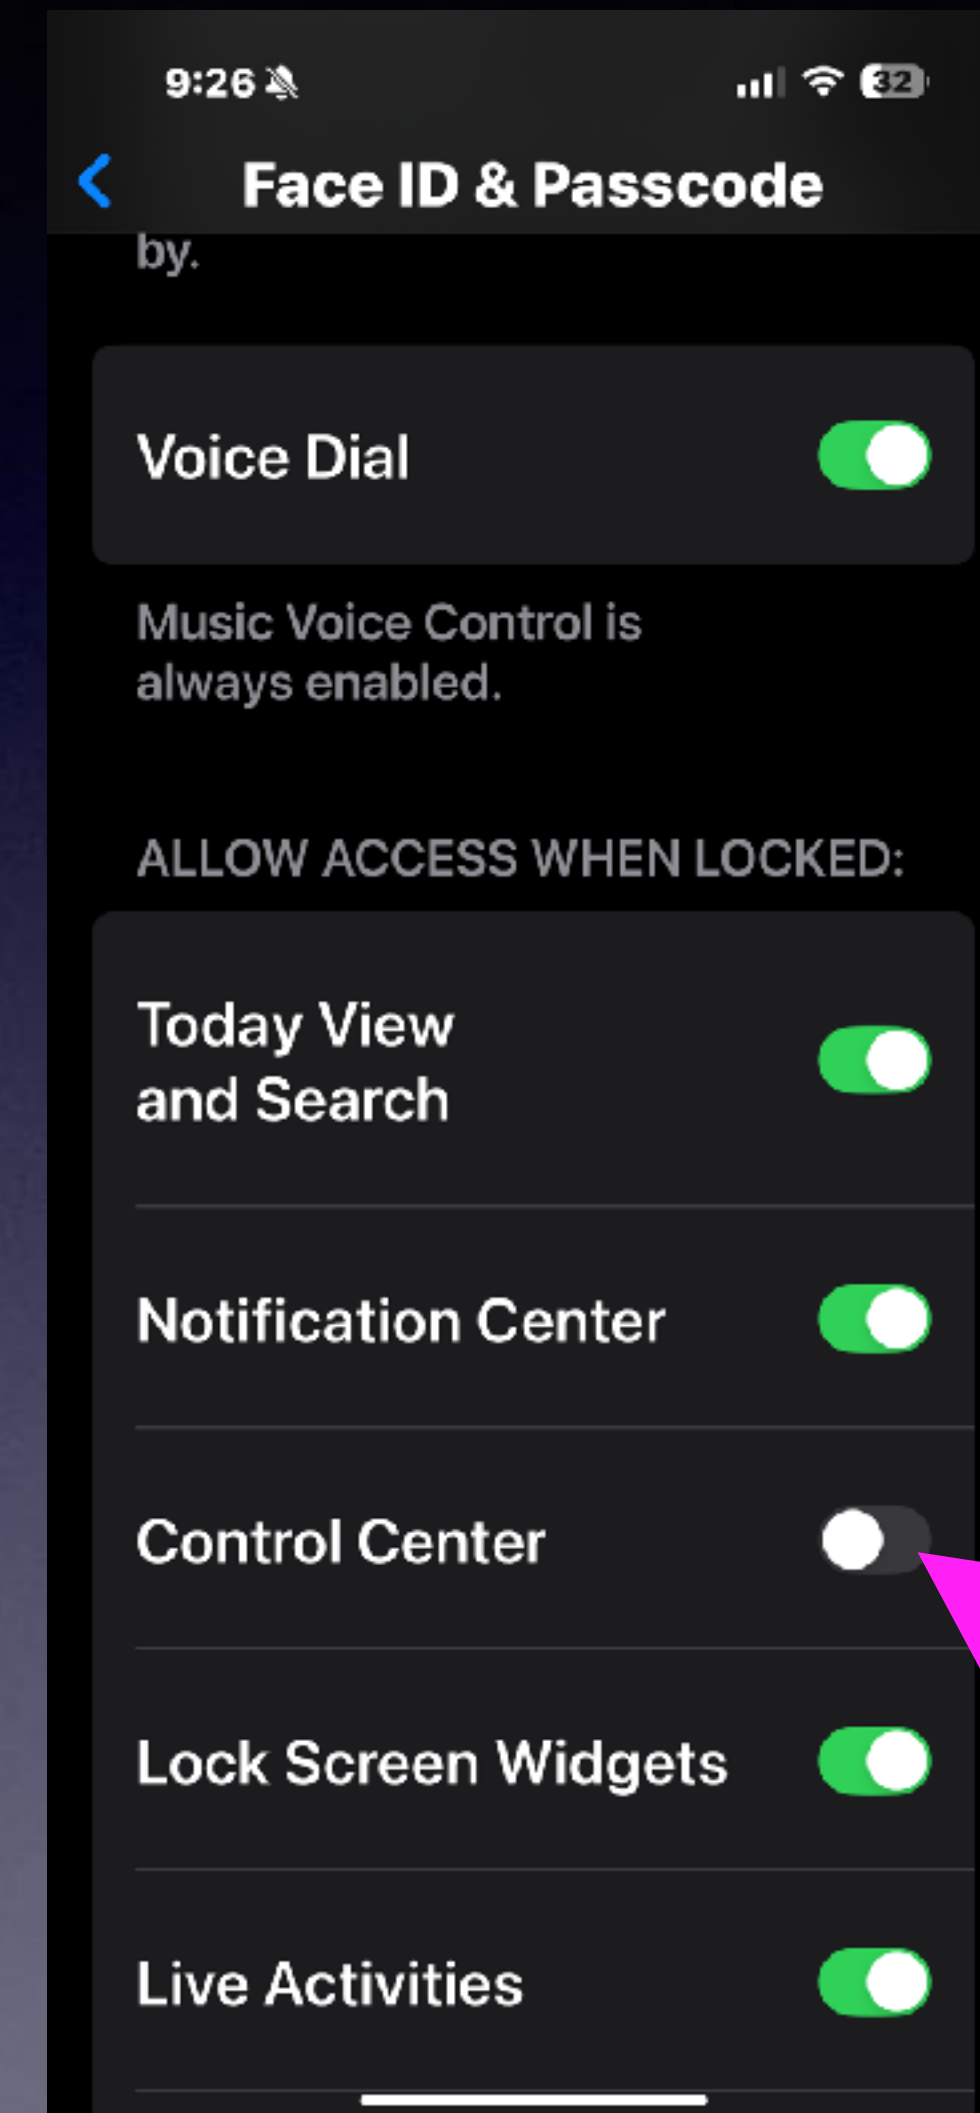 9:26
32
Face ID & Passcode
by.
Voice Dial
Music Voice Control is
always enabled.
ALLOW ACCESS WHEN LOCKED:
Today View
and Search
Notification Center
Control Center
Lock Screen Widgets
Live Activities